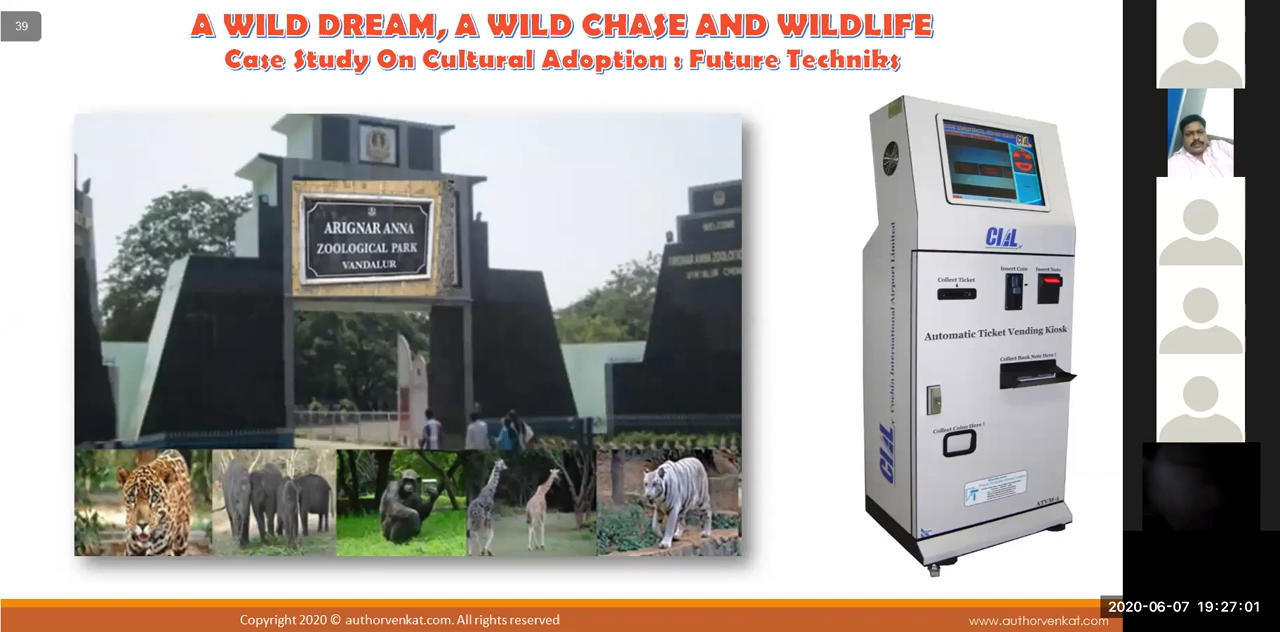 39
A WILD DREAM, A WILD CHASE AND WILDLIFE
Case Study On Cultural Adoption : Future Techniks
ARIGNAR ANNA
ZOOLOGICAL PARK
VANDALUR
WELCOME
CIAL
CIAL
Collect Ticket
Insert Coin
Insert Note
Automatic Ticket Vending Kiosk
Collect Bank Note Here !
Collect Coins Here !
CIAL
Cochin International Airport Limited
ATVM-4
Copyright 2020 © authorvenkat.com. All rights reserved
www.authorvenkat.com
2020-06-07 19:27:01